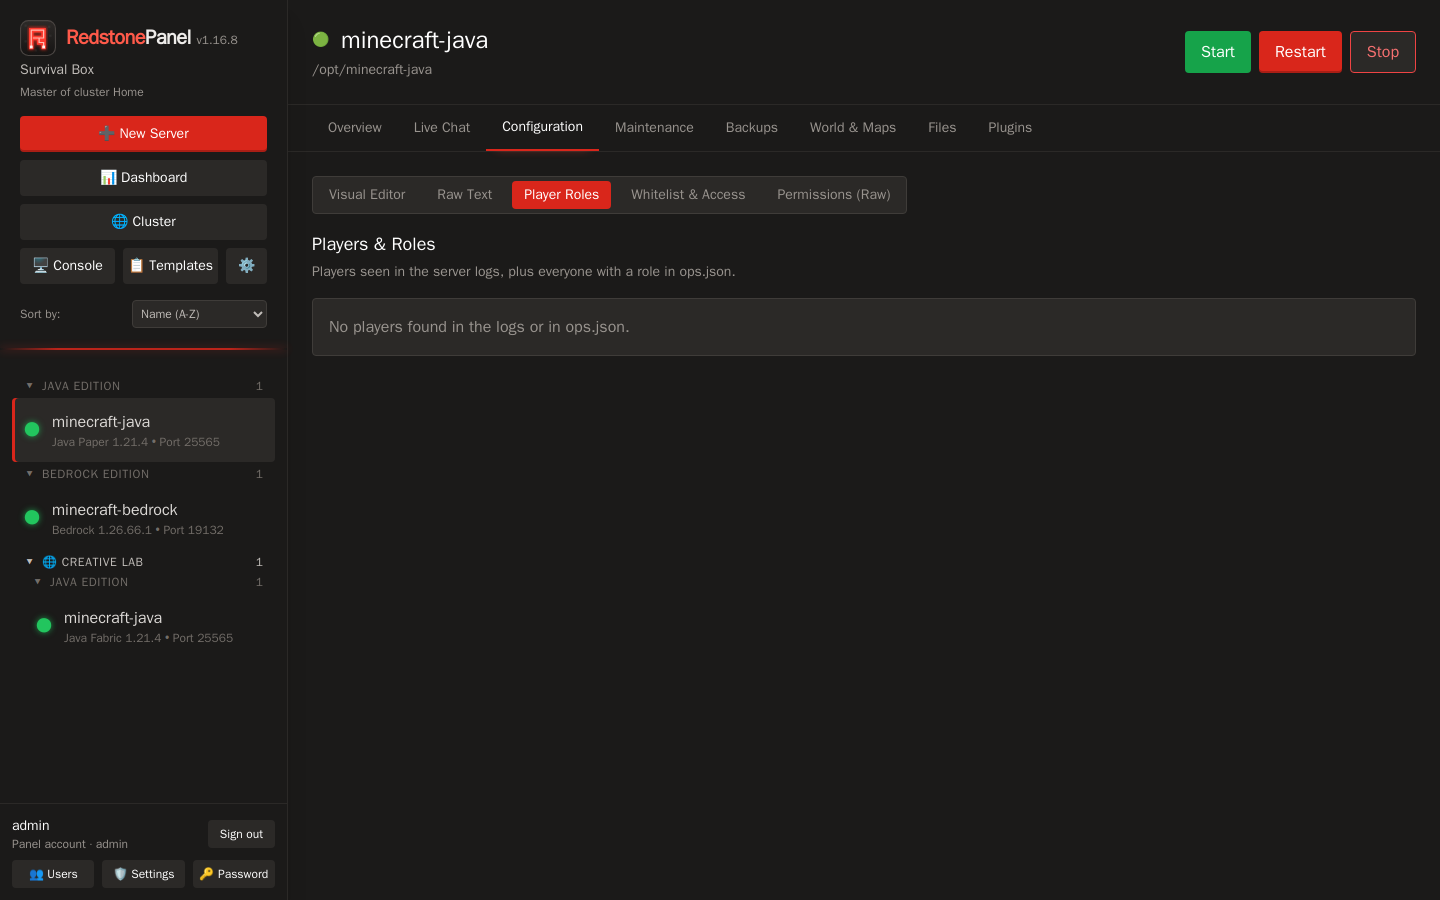 RedstonePanel v1.16.8
Survival Box
Master of cluster Home
➕ New Server
📊 Dashboard
🌐 Cluster
🖥️ Console
📋 Templates
⚙️
Sort by:
Name (A-Z)
▼ JAVA EDITION 1
minecraft-java
Java Paper 1.21.4 • Port 25565
▼ BEDROCK EDITION 1
minecraft-bedrock
Bedrock 1.26.66.1 • Port 19132
▼ 🌐 CREATIVE LAB 1
▼ JAVA EDITION 1
minecraft-java
Java Fabric 1.21.4 • Port 25565
admin
Panel account · admin
Sign out
👥 Users
🛡️ Settings
🔑 Password
minecraft-java
/opt/minecraft-java
Start
Restart
Stop
Overview
Live Chat
Configuration
Maintenance
Backups
World & Maps
Files
Plugins
Visual Editor
Raw Text
Player Roles
Whitelist & Access
Permissions (Raw)
Players & Roles
Players seen in the server logs, plus everyone with a role in ops.json.
No players found in the logs or in ops.json.